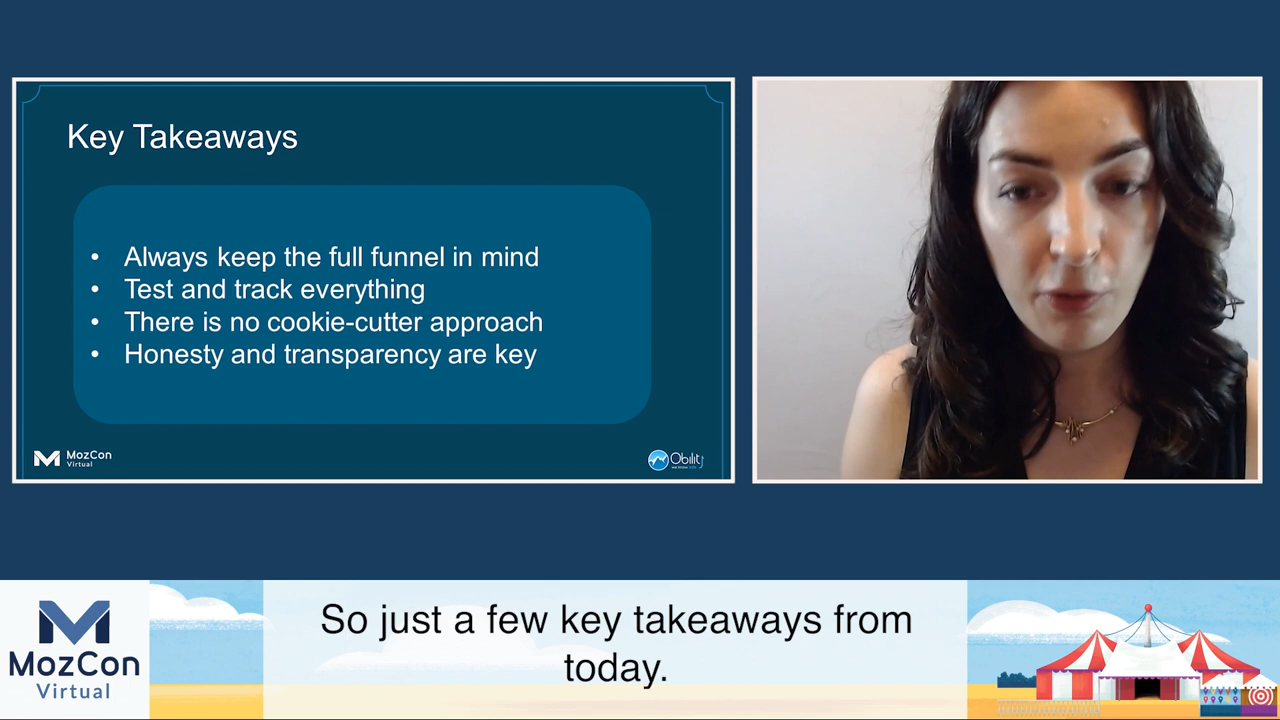 Key Takeaways
• Always keep the full funnel in mind
• Test and track everything
• There is no cookie-cutter approach
• Honesty and transparency are key
MozCon
Virtual
Obility
So just a few key takeaways from
today.
MozCon
Virtual